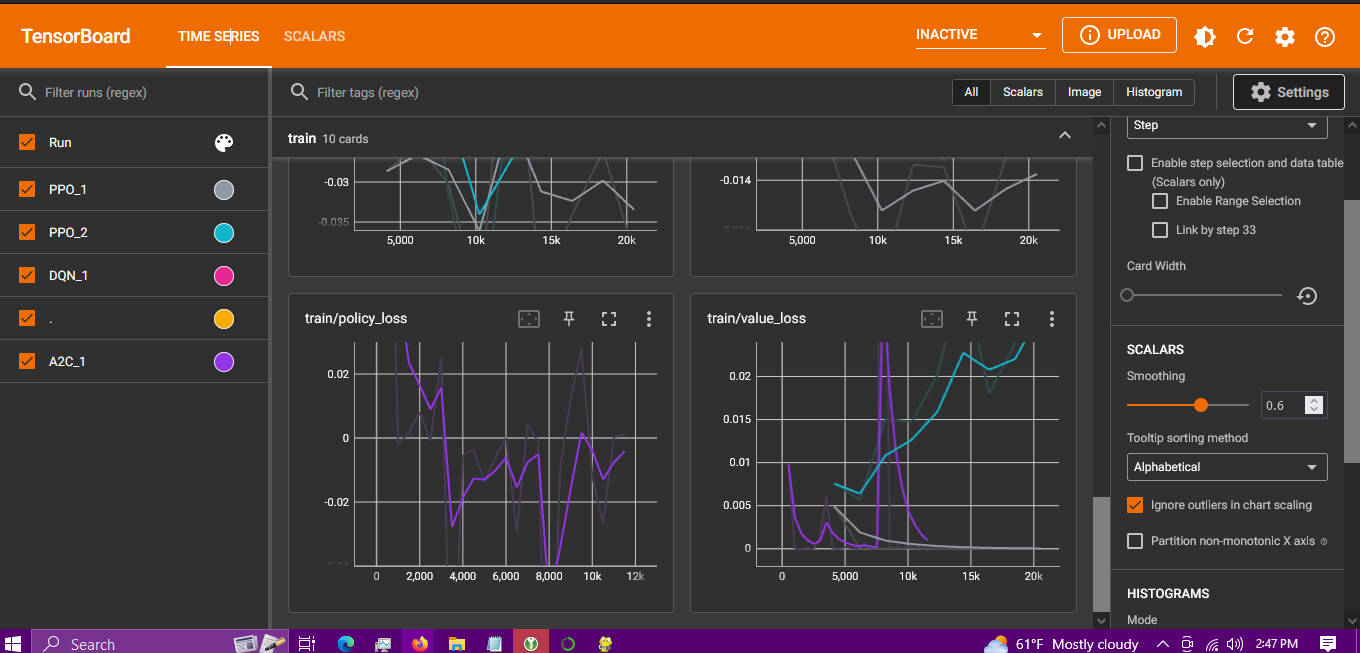 TensorBoard
TIME SERIES
SCALARS
INACTIVE
UPLOAD
Filter runs (regex)
Filter tags (regex)
All
Scalars
Image
Histogram
Settings
Run
PPO_1
PPO_2
DQN_1
.
A2C_1
train 10 cards
-0.03
-0.035
5,000 10k 15k 20k
-0.014
5,000 10k 15k 20k
train/policy_loss
0.02
0
-0.02
0 2,000 4,000 6,000 8,000 10k 12k
train/value_loss
0.02
0.015
0.01
0.005
0
0 5,000 10k 15k 20k
Step
Enable step selection and data table
(Scalars only)
Enable Range Selection
Link by step 33
Card Width
SCALARS
Smoothing
0.6
Tooltip sorting method
Alphabetical
Ignore outliers in chart scaling
Partition non-monotonic X axis
HISTOGRAMS
Mode
Search
61°F Mostly cloudy
2:47 PM